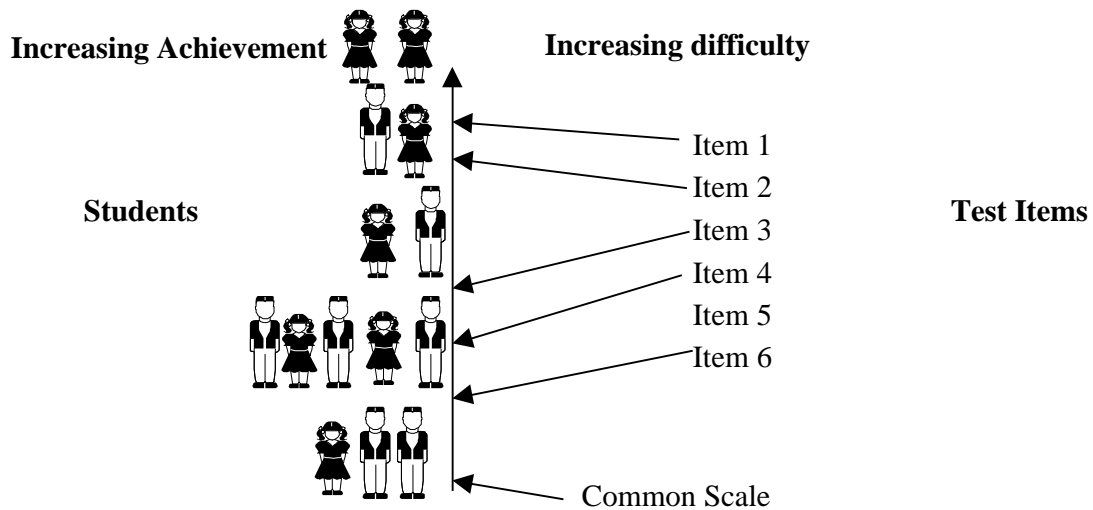 Increasing Achievement
Increasing difficulty
Item 1
Item 2
Students
Test Items
Item 3
Item 4
Item 5
Item 6
Common Scale